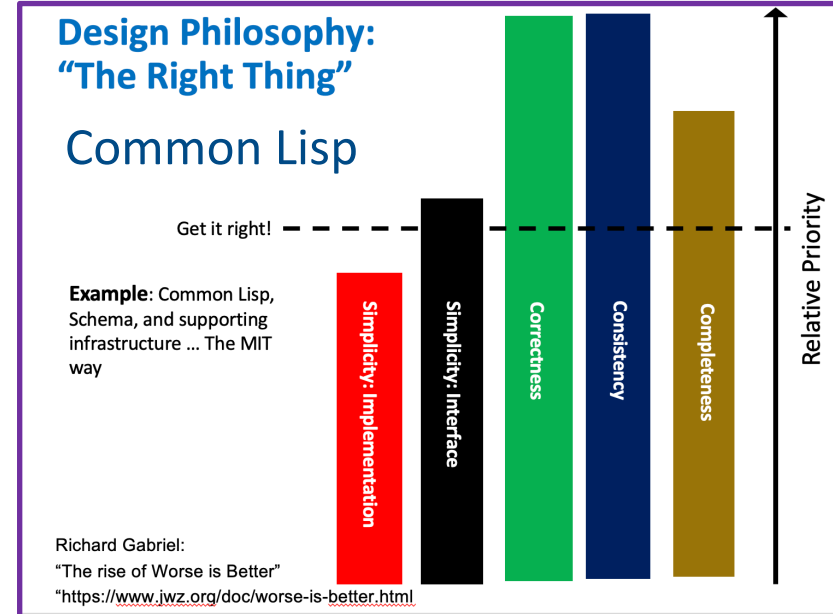 Design Philosophy:
“The Right Thing”
Common Lisp
Get it right!
Example: Common Lisp,
Schema, and supporting
infrastructure ... The MIT
way
Simplicity: Implementation
Simplicity: Interface
Correctness
Consistency
Completeness
Relative Priority
Richard Gabriel:
“The rise of Worse is Better”
“https://www.jwz.org/doc/worse-is-better.html